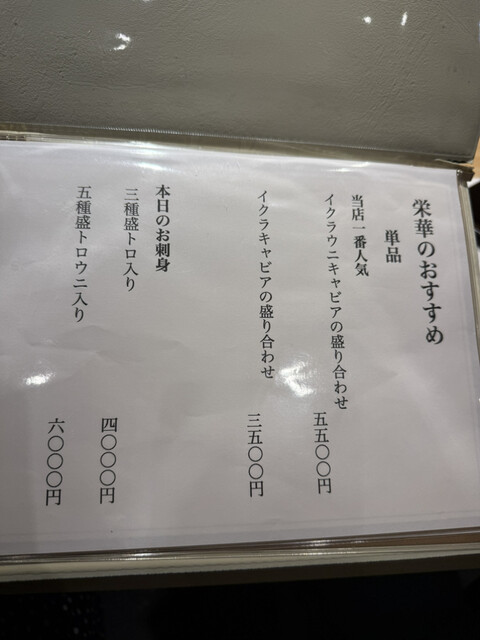 栄華のおすすめ
単品
当店一番人気
イクラウニキャビアの盛り合わせ
五五〇〇円
イクラキャビアの盛り合わせ
三五〇〇円
本日のお刺身
三種盛トロ入り
四〇〇〇円
五種盛トロウニ入り
六〇〇〇円